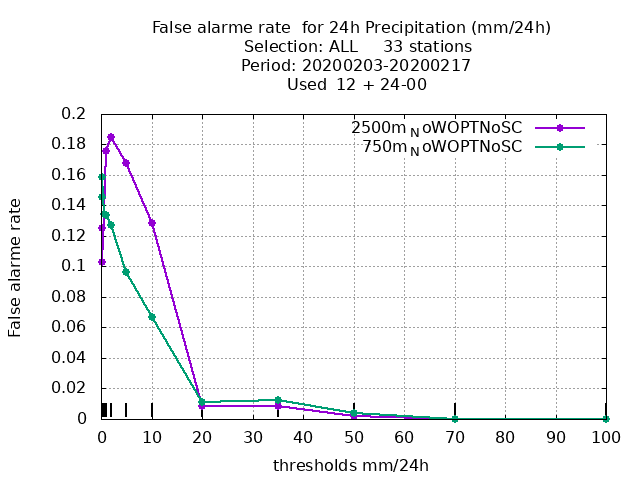 False alarme rate  for 24h Precipitation (mm/24h)
Selection: ALL     33 stations
Period: 20200203-20200217
Used  12 + 24-00
2500m_NoWOPTNoSC
750m_NoWOPTNoSC
False alarme rate
0.2
0.18
0.16
0.14
0.12
0.1
0.08
0.06
0.04
0.02
0
0 10 20 30 40 50 60 70 80 90 100
thresholds mm/24h